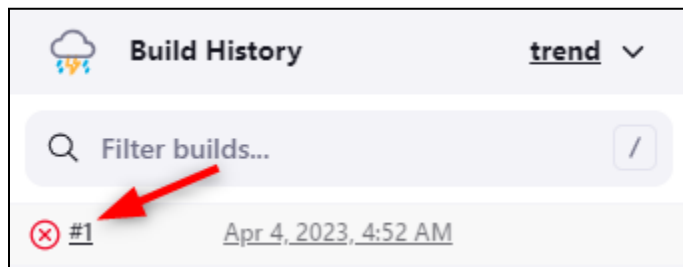 Build History trend
Filter builds... /
#1 Apr 4, 2023, 4:52 AM